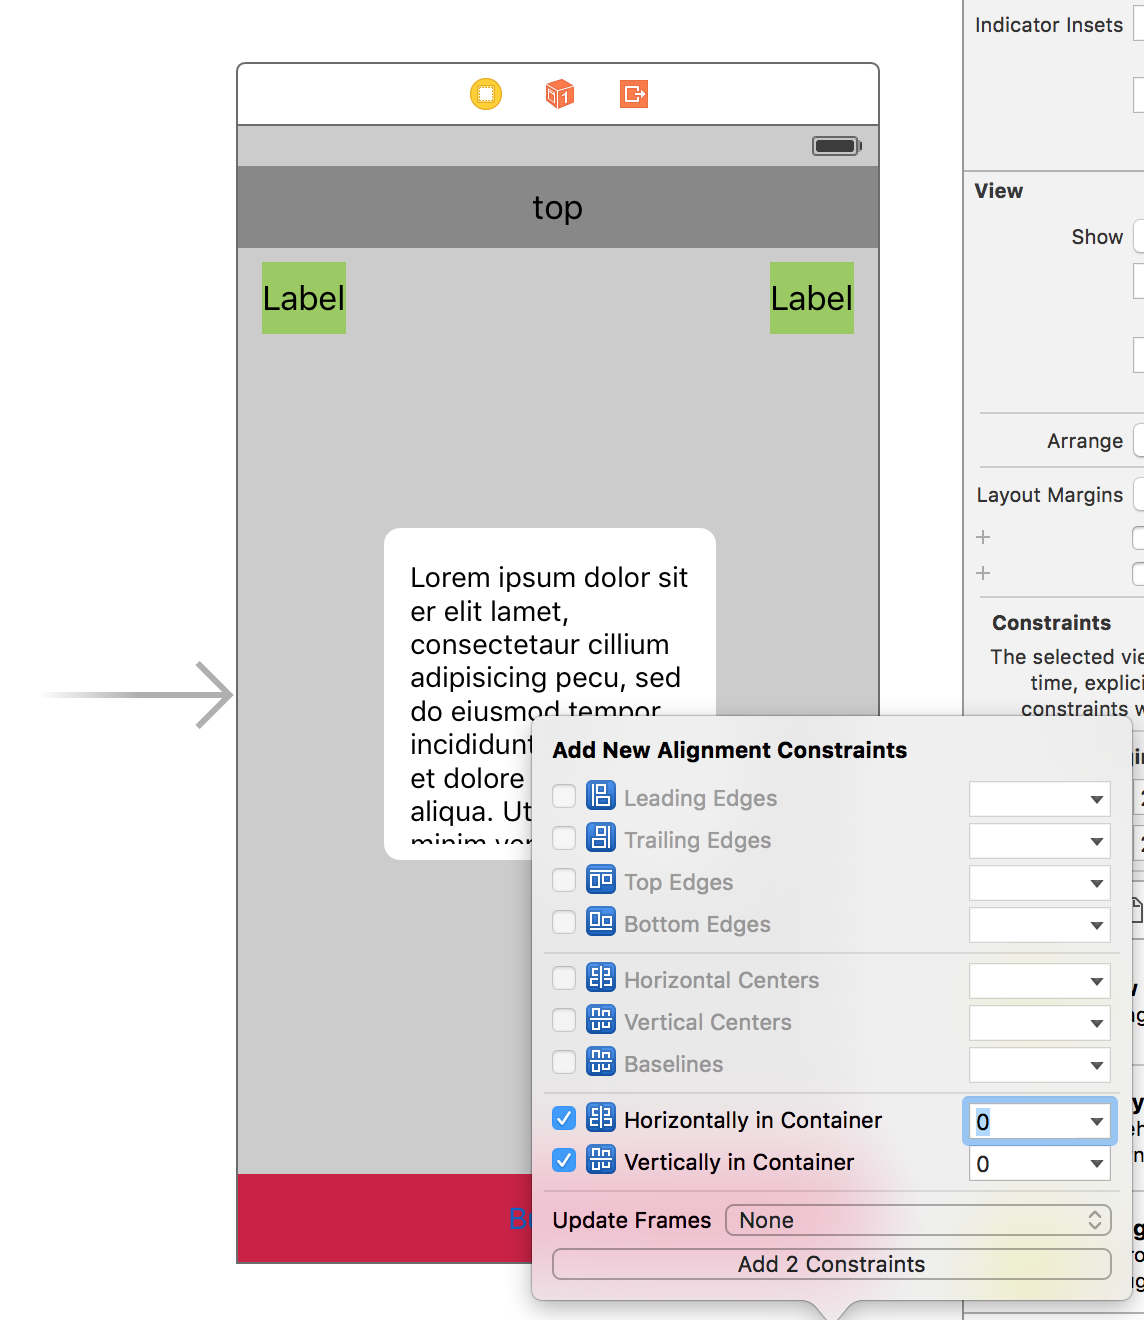 Indicator Insets
top
View
Show
Label
Label
Arrange
Layout Margins
Lorem ipsum dolor sit
er elit lamet,
consectetaur cillium
adipisicing pecu, sed
do eiusmod tempor
incididunt
et dolore
aliqua. Ut
minim
Constraints
The selected
time,
constraints
Add New Alignment Constraints
Leading Edges
Trailing Edges
Top Edges
Bottom Edges
Horizontal Centers
Vertical Centers
Baselines
Horizontally in Container 0
Vertically in Container 0
Update Frames None
Add 2 Constraints